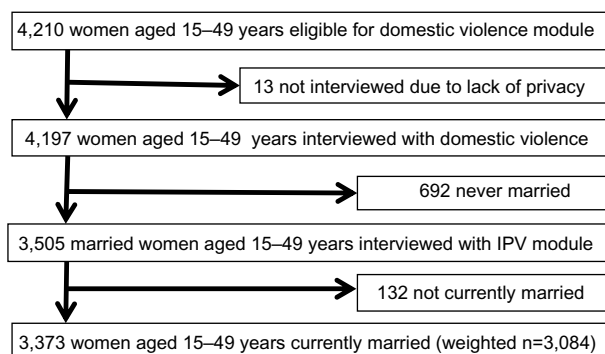 4,210 women aged 15–49 years eligible for domestic violence module
13 not interviewed due to lack of privacy
4,197 women aged 15–49 years interviewed with domestic violence
692 never married
3,505 married women aged 15–49 years interviewed with IPV module
132 not currently married
3,373 women aged 15–49 years currently married (weighted n=3,084)